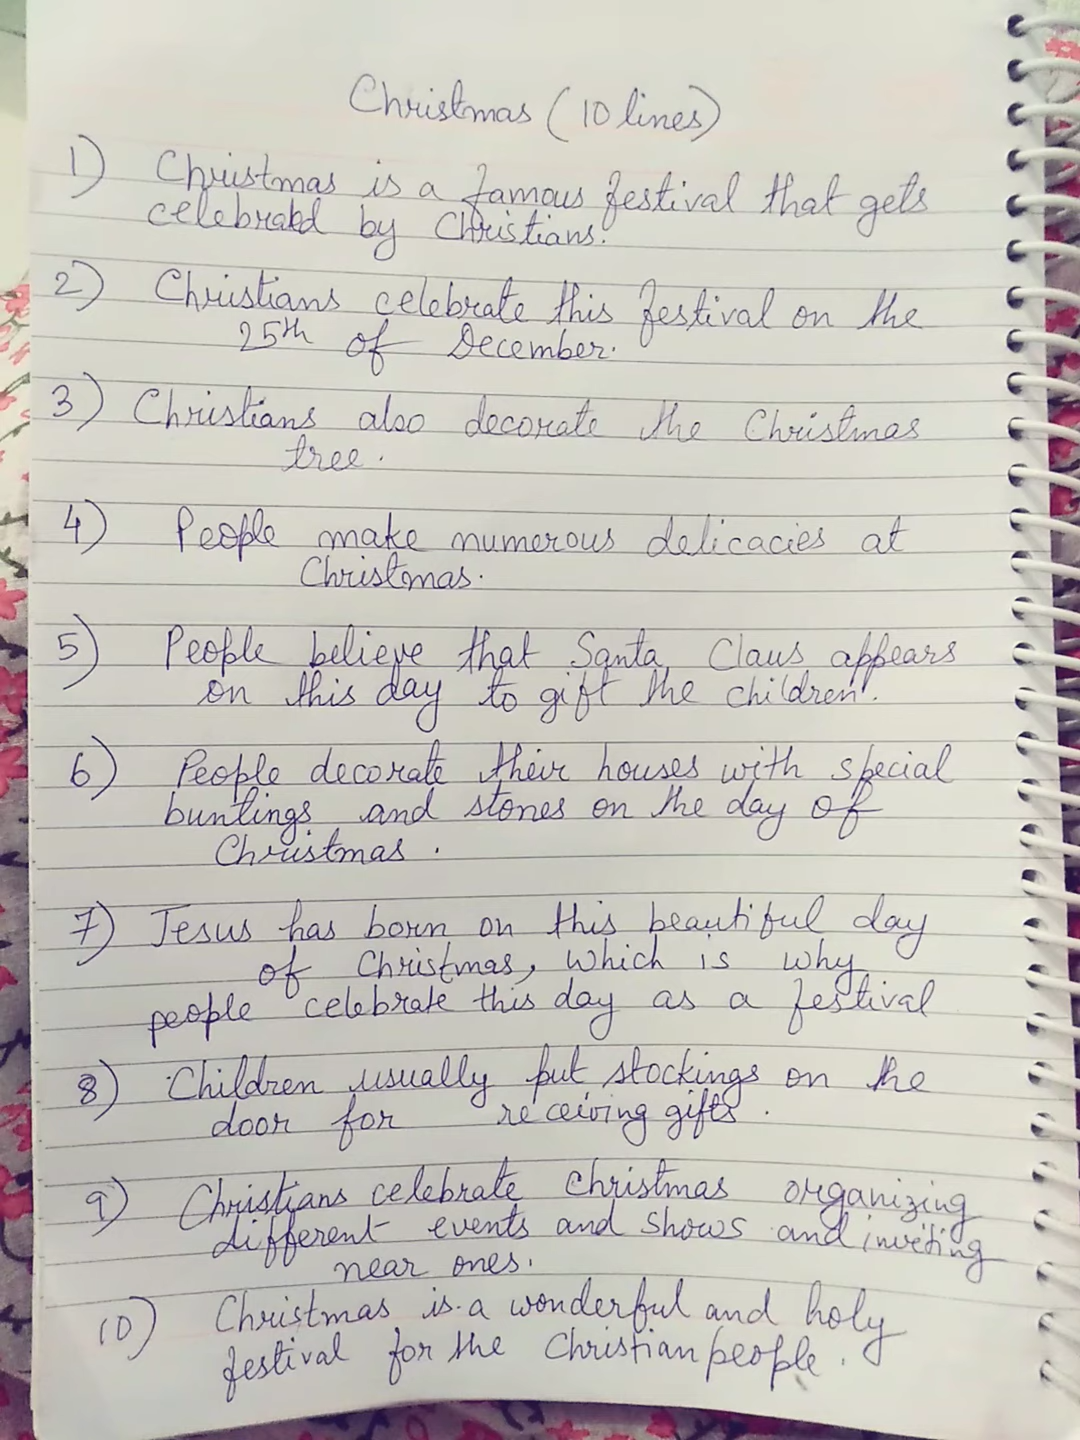 Christmas (10 lines)
1) Christmas is a famous festival that gets
celebrated by Christians.
2) Christians celebrate this festival on the
25th of December.
3) Christians also decorate the Christmas
tree.
4) People make numerous delicacies at
Christmas.
5) People believe that Santa Claus appears
on this day to gift the children.
6) People decorate their houses with special
buntings and stones on the day of
Christmas.
7) Jesus has born on this beautiful day
of Christmas, which is why
people celebrate this day as a festival
8) Children usually put stockings on the
door for receiving gifts.
9) Christians celebrate Christmas organizing
different events and shows and inviting
near ones.
10) Christmas is a wonderful and holy
festival for the Christian people.